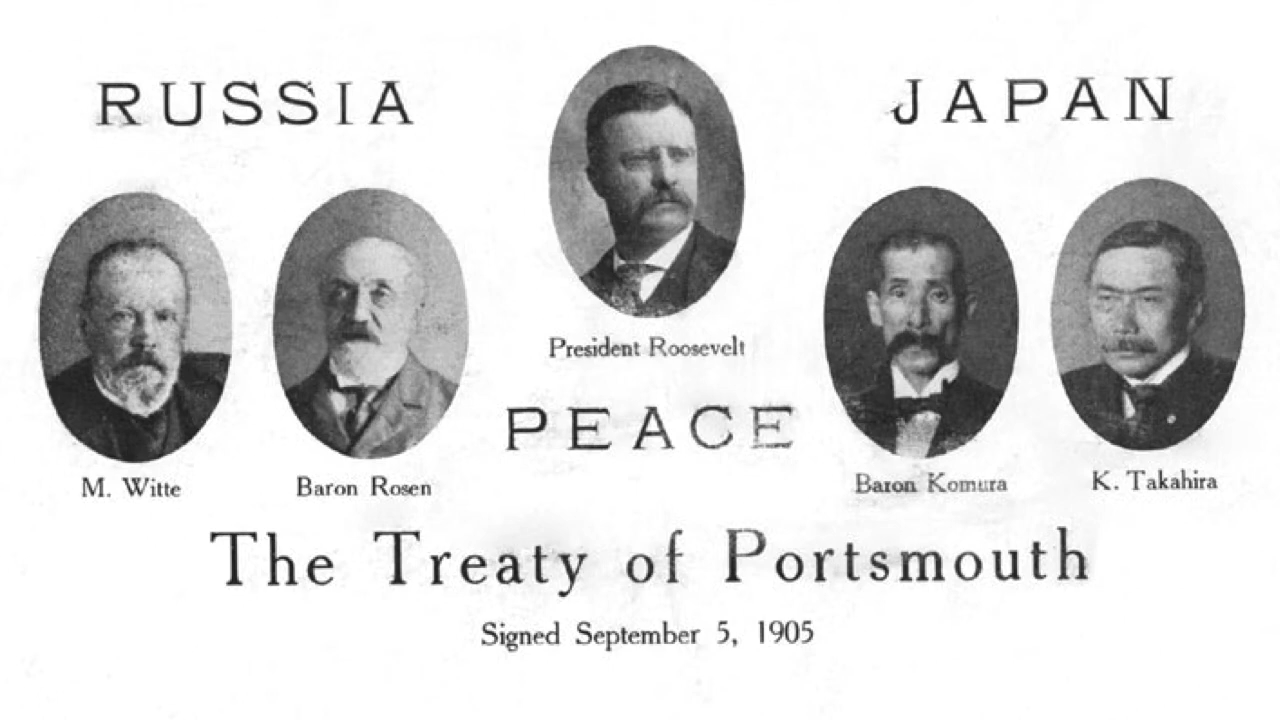 RUSSIA
JAPAN
President Roosevelt
PEACE
M. Witte
Baron Rosen
Baron Komura
K. Takahira
The Treaty of Portsmouth
Signed September 5, 1905